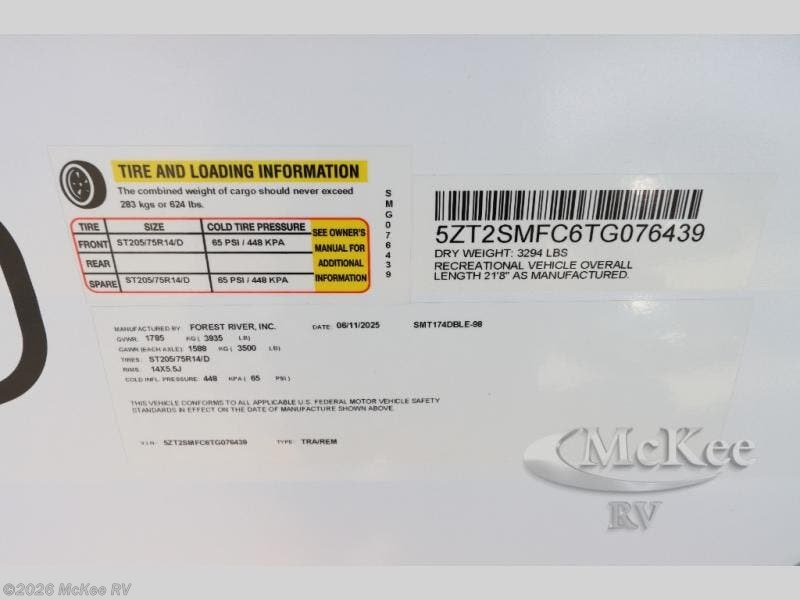 TIRE AND LOADING INFORMATION
The combined weight of cargo should never exceed
283 kgs or 624 lbs.
TIRE SIZE COLD TIRE PRESSURE
FRONT ST205/75R14/D 65 PSI / 448 KPA
REAR
SPARE ST205/75R14/D 65 PSI / 448 KPA
SEE OWNER'S
MANUAL FOR
ADDITIONAL
INFORMATION
SMG076439
5ZT2SMFC6TG076439
DRY WEIGHT: 3294 LBS
RECREATIONAL VEHICLE OVERALL
LENGTH 21'8" AS MANUFACTURED.
MANUFACTURED BY: FOREST RIVER, INC. DATE: 06/11/2025 SMT174DBLE-98
GVWR: 1785 KG ( 3935 LB)
GAWR (EACH AXLE): 1588 KG ( 3500 LB)
TIRES: ST205/75R14/D
RIMS: 14X5.5J
COLD INFL. PRESSURE: 448 KPA ( 65 PSI)
THIS VEHICLE CONFORMS TO ALL APPLICABLE U.S. FEDERAL MOTOR VEHICLE SAFETY
STANDARDS IN EFFECT ON THE DATE OF MANUFACTURE SHOWN ABOVE.
V.I.N.: 5ZT2SMFC6TG076439 TYPE: TRA/REM
McKee
RV
©2026 McKee RV